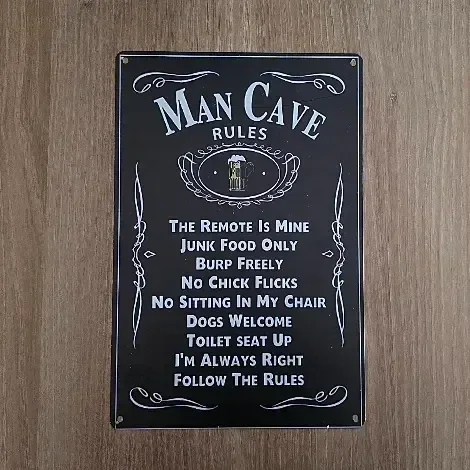 MAN CAVE
RULES
THE REMOTE IS MINE
JUNK FOOD ONLY
BURP FREELY
NO CHICK FLICKS
NO SITTING IN MY CHAIR
DOGS WELCOME
TOILET SEAT UP
I'M ALWAYS RIGHT
FOLLOW THE RULES